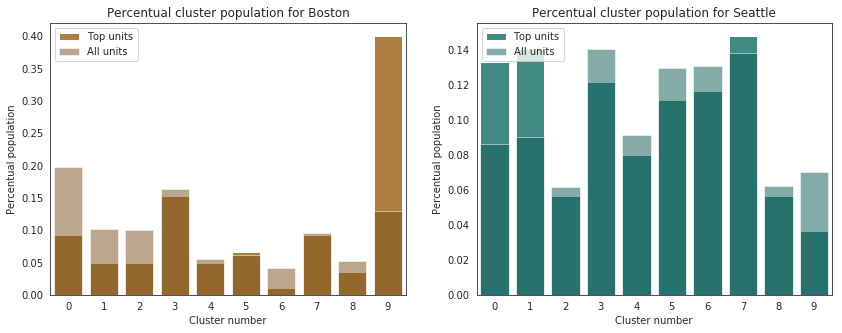 Percentual cluster population for Boston
Top units
All units
0.40
0.35
0.30
0.25
0.20
0.15
0.10
0.05
0.00
Percentual population
0 1 2 3 4 5 6 7 8 9
Cluster number
Percentual cluster population for Seattle
Top units
All units
0.14
0.12
0.10
0.08
0.06
0.04
0.02
0.00
Percentual population
0 1 2 3 4 5 6 7 8 9
Cluster number